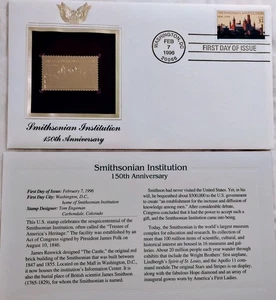 WASHINGTON, DC
FEB
7
1996
20066
FIRST DAY OF ISSUE
Smithsonian Institution
150th Anniversary
Smithsonian Institution
150th Anniversary
First Day of Issue: February 7, 1996
First Day City: Washington, D.C.,
home of Smithsonian Institution
Stamp Designer: Tom Engeman
Carbondale, Colorado
This U.S. stamp celebrates the sesquicentennial of the
Smithsonian Institution, often called the "Treasure
of America's Heritage." The facility was established by an
Act of Congress signed by President James Polk on
August 10, 1846.
James Renwick designed "The Castle", the original red
brick building of the Smithsonian that was built between
1847 and 1855. Located on the Mall in Washington, D.C.,
it now houses the institution's Information Center. It is
also the burial place of British scientist James Smithson
(1765-1829), for whom the Smithsonian is named.
Smithson had never visited the United States. Yet, in his
will, he bequeathed about $500,000 to the U.S. government
to create "an establishment for the increase and diffusion of
knowledge among men." After considerable debate,
Congress concluded that it had the power to accept such a
gift, and the Smithsonian Institution came into being.
Today, the Smithsonian is the world's largest museum
complex for education and research. Its collection of
more than 100 million items of scientific, cultural, and
historical interest are housed in 16 museums and gal-
leries. About 20 million people each year wander through
exhibits that include the Wright Brothers' first airplane,
Lindbergh's Spirit of St. Louis, and the Apollo 11 com-
mand module. The original Stars and Stripes is on display,
along with the fabulous Hope diamond and an array of
inaugural gowns worn by America's First Ladies.